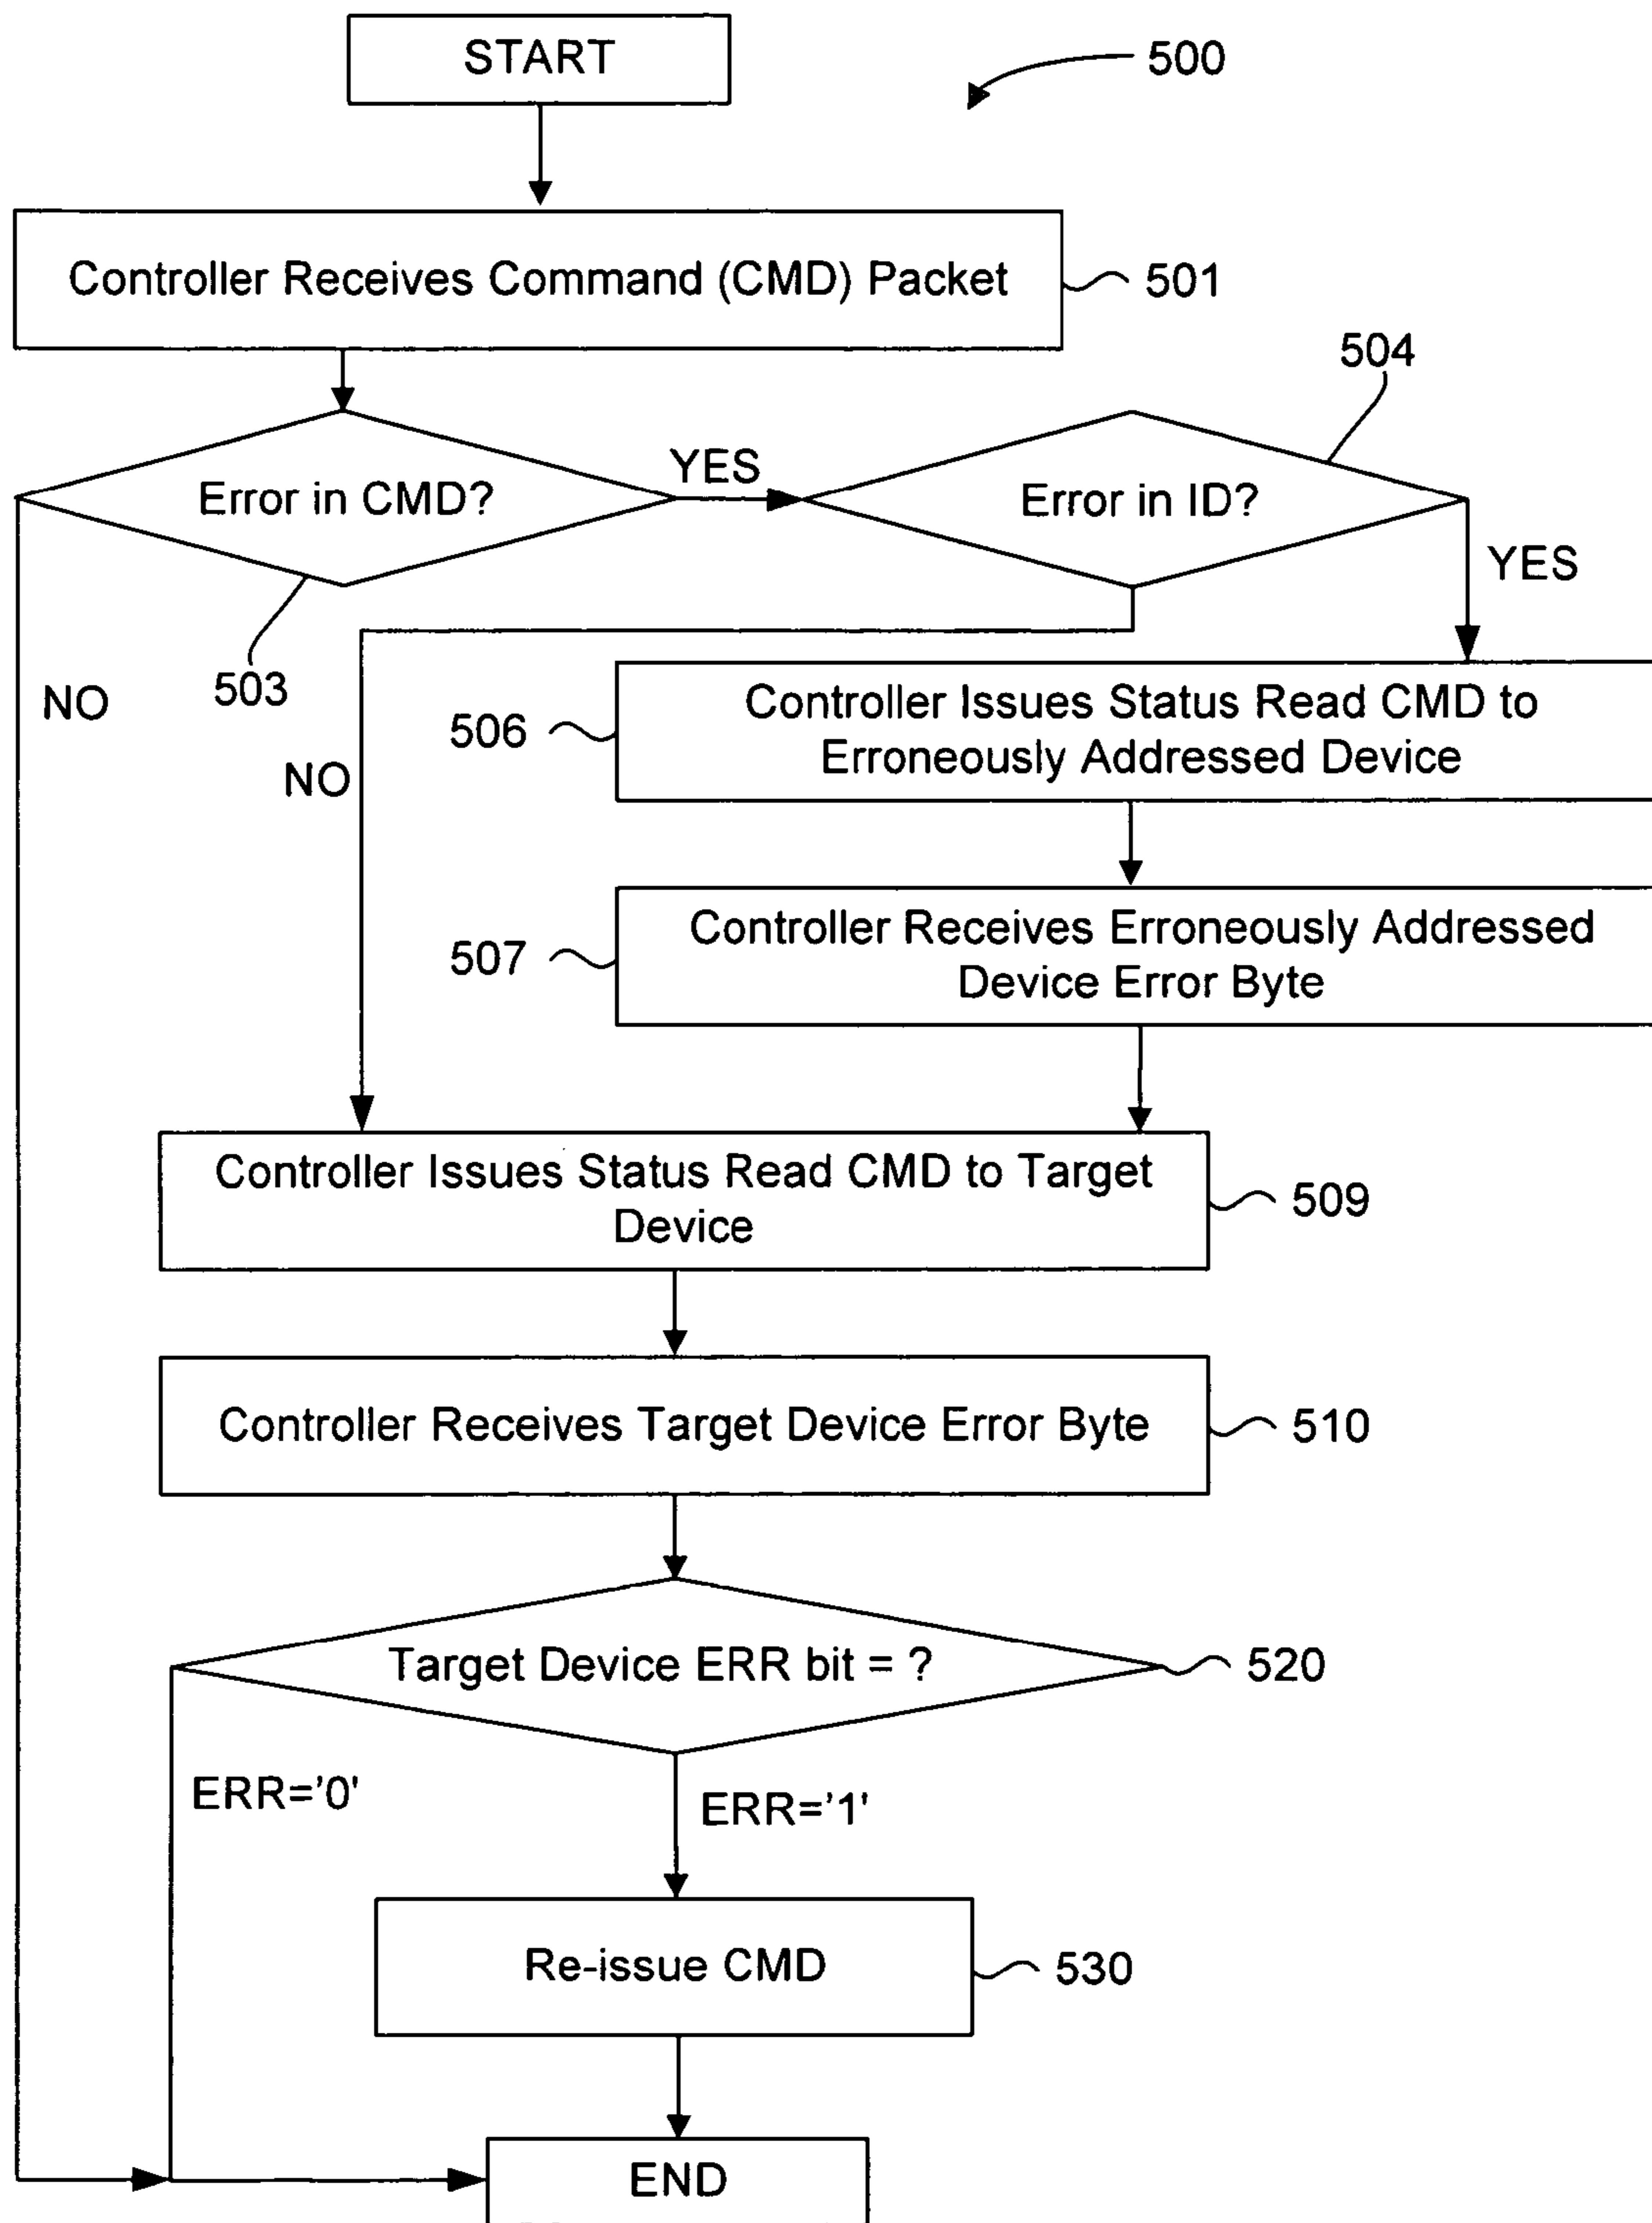 START
500
Controller Receives Command (CMD) Packet
501
504
Error in CMD?
YES
Error in ID?
YES
503
NO
NO
506
Controller Issues Status Read CMD to
Erroneously Addressed Device
507
Controller Receives Erroneously Addressed
Device Error Byte
Controller Issues Status Read CMD to Target
Device
509
Controller Receives Target Device Error Byte
510
Target Device ERR bit = ?
520
ERR='0'
ERR='1'
Re-issue CMD
530
END